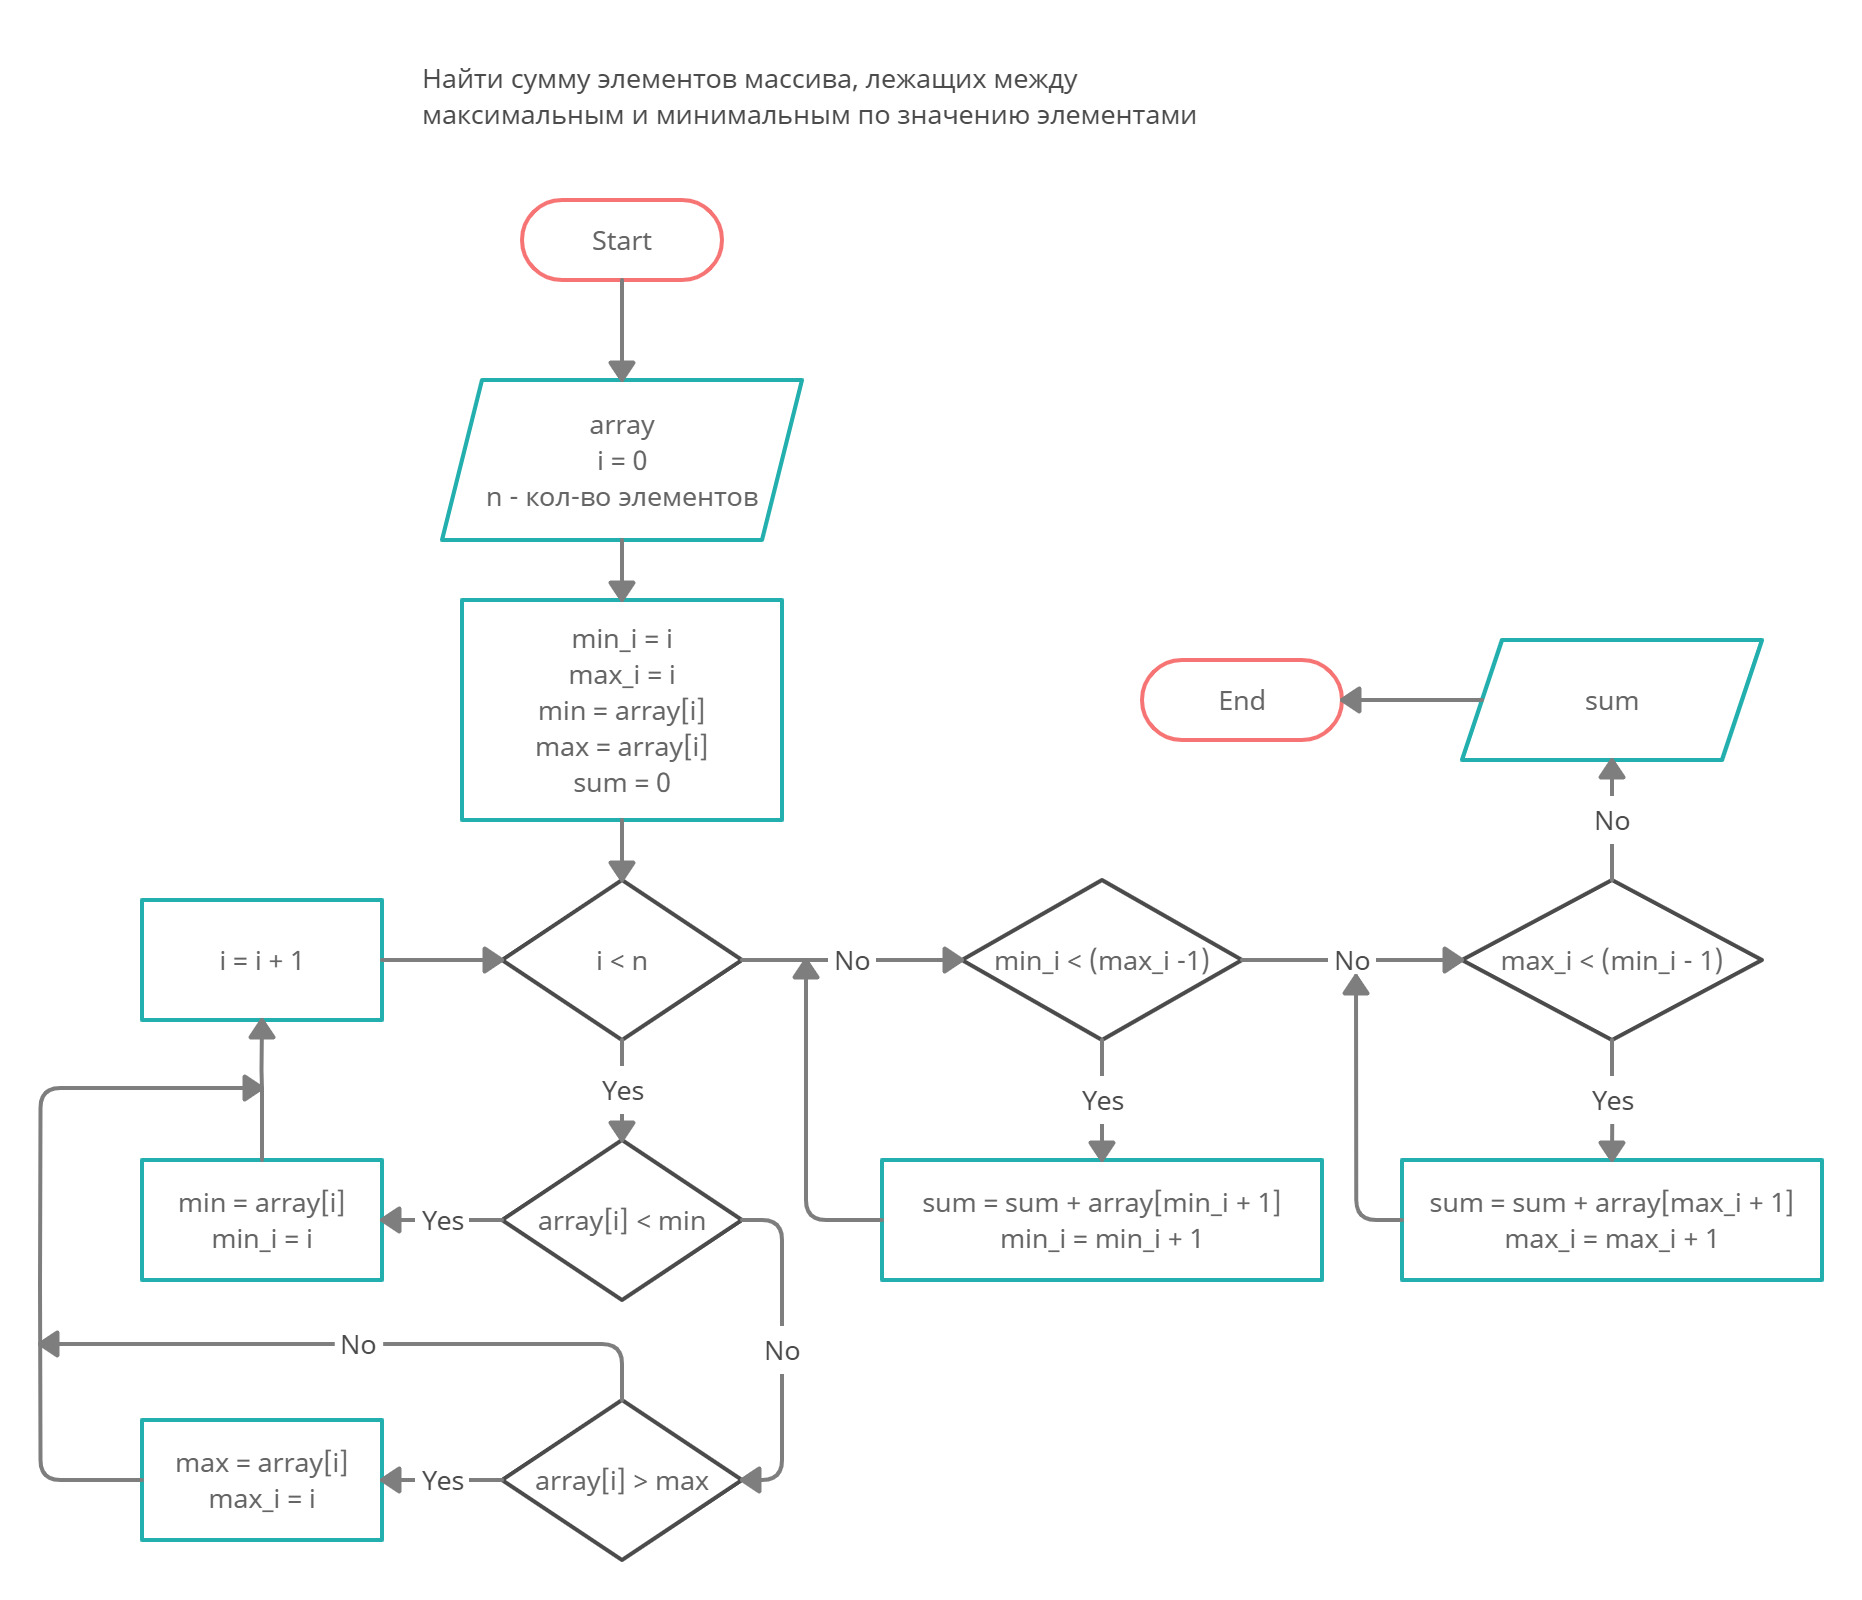 Найти сумму элементов массива, лежащих между
максимальным и минимальным по значению элементами
Start
array
i = 0
n - кол-во элементов
min_i = i
max_i = i
min = array[i]
max = array[i]
sum = 0
End
sum
No
i = i + 1
i < n
No
min_i < (max_i -1)
No
max_i < (min_i - 1)
Yes
Yes
Yes
min = array[i]
min_i = i
Yes
array[i] < min
sum = sum + array[min_i + 1]
min_i = min_i + 1
sum = sum + array[max_i + 1]
max_i = max_i + 1
No
No
max = array[i]
max_i = i
Yes
array[i] > max